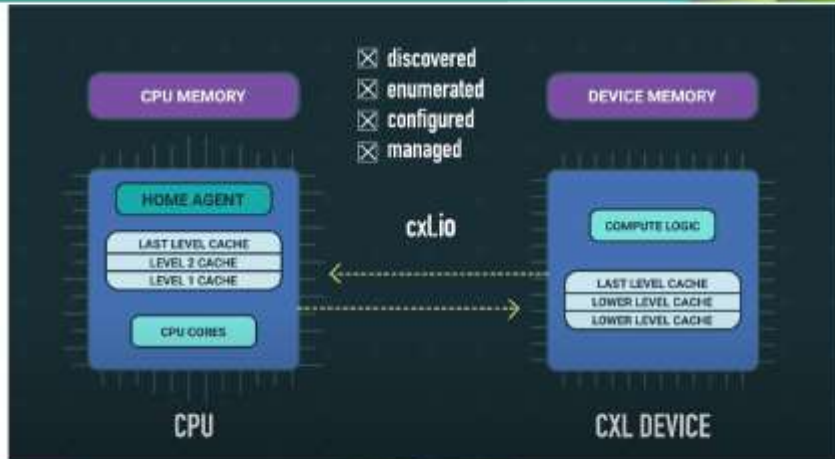 CPU MEMORY
☒ discovered
☒ enumerated
☒ configured
☒ managed
DEVICE MEMORY
HOME AGENT
LAST LEVEL CACHE
LEVEL 2 CACHE
LEVEL 1 CACHE
CPU CORES
cxl.io
COMPUTE LOGIC
LAST LEVEL CACHE
LOWER LEVEL CACHE
LOWER LEVEL CACHE
CPU
CXL DEVICE